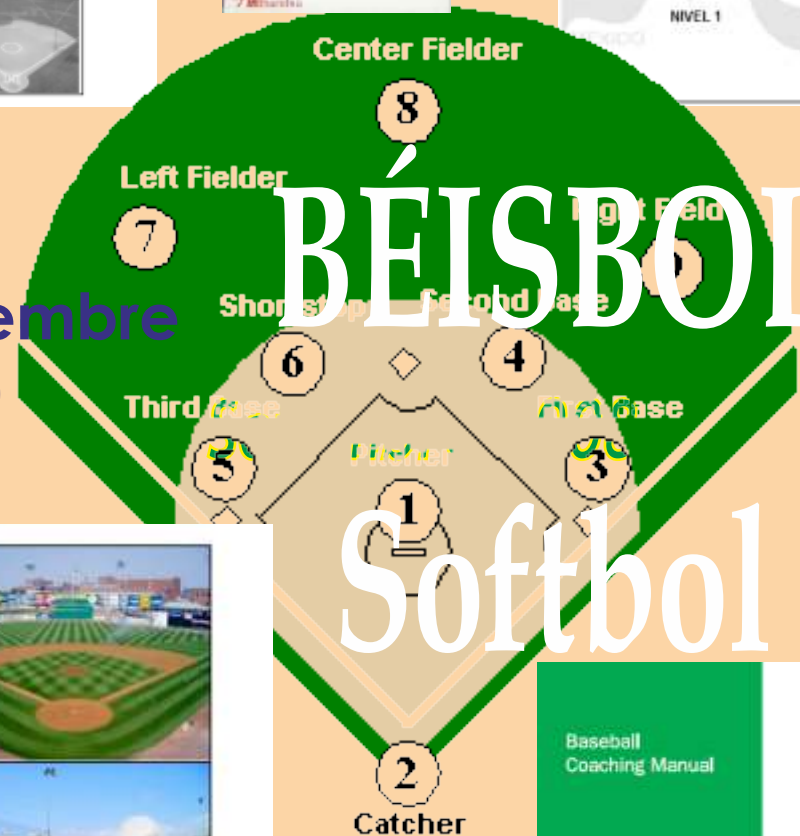 NIVEL 1
Center Fielder
8
Left Fielder
BÉISBOL
7
embre
Shortstop
Second Base
6
4
Third Base
First Base
5
Pitcher
3
1
Softbol
Baseball
Coaching Manual
2
Catcher